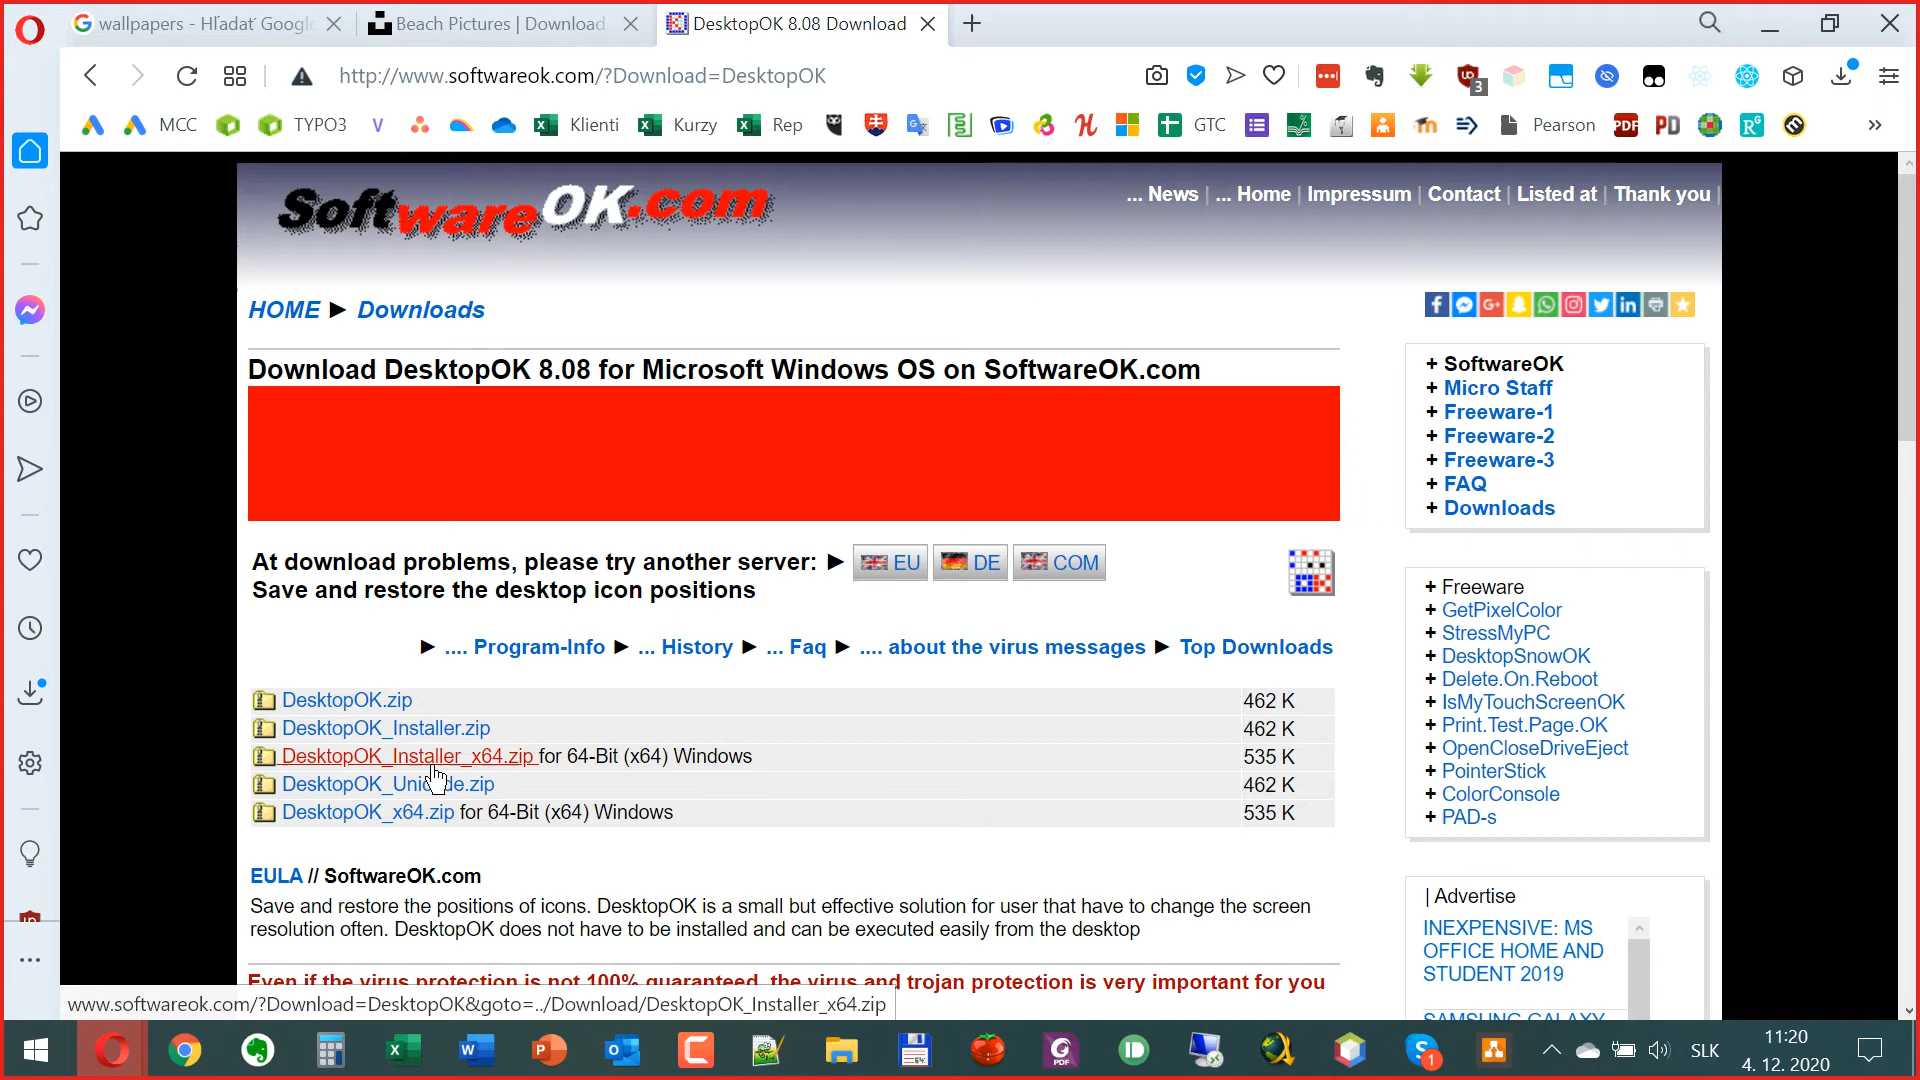 wallpapers - Hľadať Google
Beach Pictures | Download
DesktopOK 8.08 Download
http://www.softwareok.com/?Download=DesktopOK
3
MCC
TYPO3
Klienti
Kurzy
Rep
GTC
Pearson
PDF
PD
SoftwareOK.com
... News | ... Home | Impressum | Contact | Listed at | Thank you |
HOME ► Downloads
Download DesktopOK 8.08 for Microsoft Windows OS on SoftwareOK.com
At download problems, please try another server: ► EU DE COM
Save and restore the desktop icon positions
► .... Program-Info ► ... History ► ... Faq ► .... about the virus messages ► Top Downloads
DesktopOK.zip 462 K
DesktopOK_Installer.zip 462 K
DesktopOK_Installer_x64.zip for 64-Bit (x64) Windows 535 K
DesktopOK_Unicode.zip 462 K
DesktopOK_x64.zip for 64-Bit (x64) Windows 535 K
EULA // SoftwareOK.com
Save and restore the positions of icons. DesktopOK is a small but effective solution for user that have to change the screen
resolution often. DesktopOK does not have to be installed and can be executed easily from the desktop
Even if the virus protection is not 100% guaranteed, the virus and trojan protection is very important for you
+ SoftwareOK
+ Micro Staff
+ Freeware-1
+ Freeware-2
+ Freeware-3
+ FAQ
+ Downloads
+ Freeware
+ GetPixelColor
+ StressMyPC
+ DesktopSnowOK
+ Delete.On.Reboot
+ IsMyTouchScreenOK
+ Print.Test.Page.OK
+ OpenCloseDriveEject
+ PointerStick
+ ColorConsole
+ PAD-s
| Advertise
INEXPENSIVE: MS
OFFICE HOME AND
STUDENT 2019
SAMSUNG GALAXY
www.softwareok.com/?Download=DesktopOK&goto=../Download/DesktopOK_Installer_x64.zip
SLK
11:20
4. 12. 2020